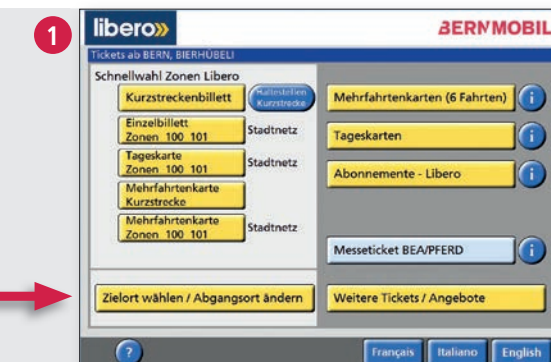 1
libero»
BERNMOBIL
Tickets ab BERN, BIERHÜBELI
Schnellwahl Zonen Libero
Kurzstreckenbillett
Haltestellen
Kurzstrecke
Einzelbillett
Zonen 100 101
Stadtnetz
Tageskarte
Zonen 100 101
Stadtnetz
Mehrfahrtenkarte
Kurzstrecke
Mehrfahrtenkarte
Zonen 100 101
Stadtnetz
Zielort wählen / Abgangsort ändern
Mehrfahrtenkarten (6 Fahrten)
i
Tageskarten
i
Abonnemente - Libero
i
Messeticket BEA/PFERD
i
Weitere Tickets / Angebote
?
Français
Italiano
English